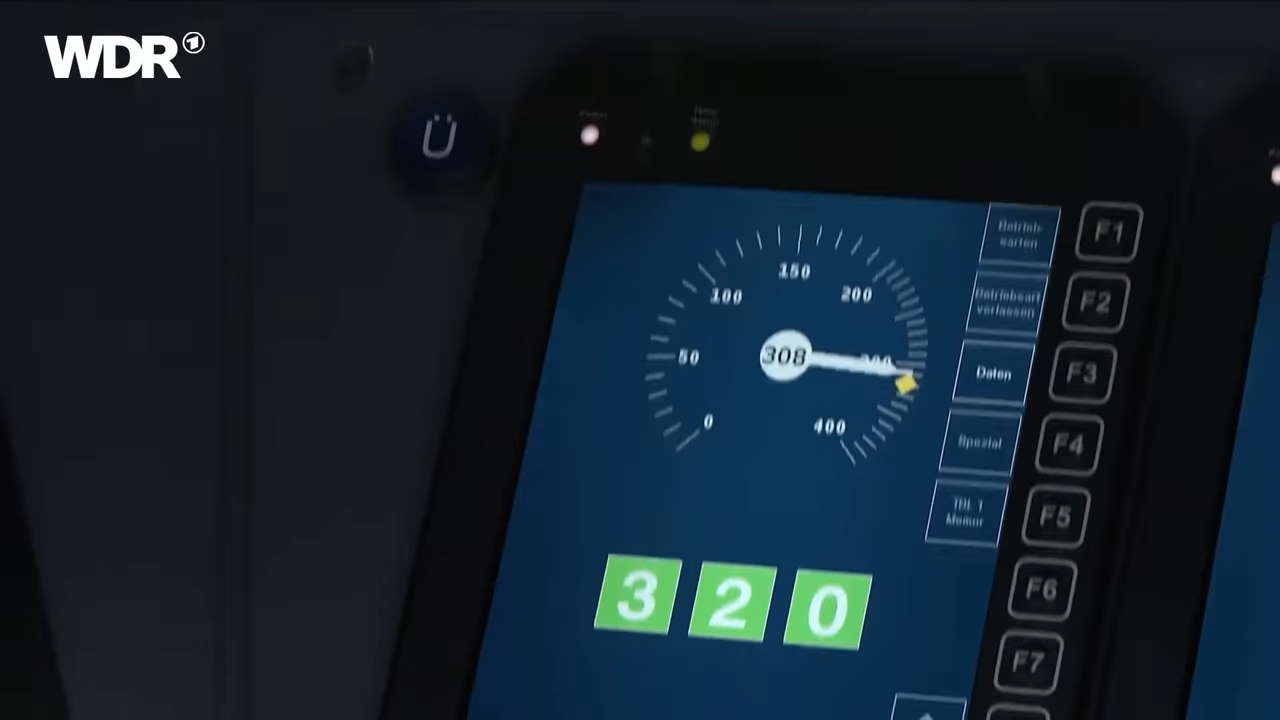 WDR
Ü
F1
Betriebs-
arten
150
100
200
F2
Betriebsart
verlassen
50
308
300
Daten
F3
0
400
Spezial
F4
F5
3 2 0
F6
F7